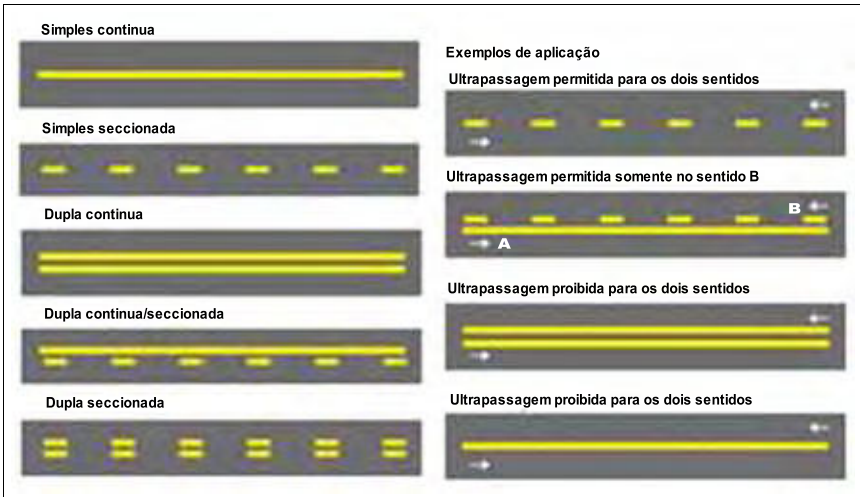 Simples continua
Simples seccionada
Dupla continua
Dupla continua/seccionada
Dupla seccionada
Exemplos de aplicação
Ultrapassagem permitida para os dois sentidos
Ultrapassagem permitida somente no sentido B
B
A
Ultrapassagem proibida para os dois sentidos
Ultrapassagem proibida para os dois sentidos